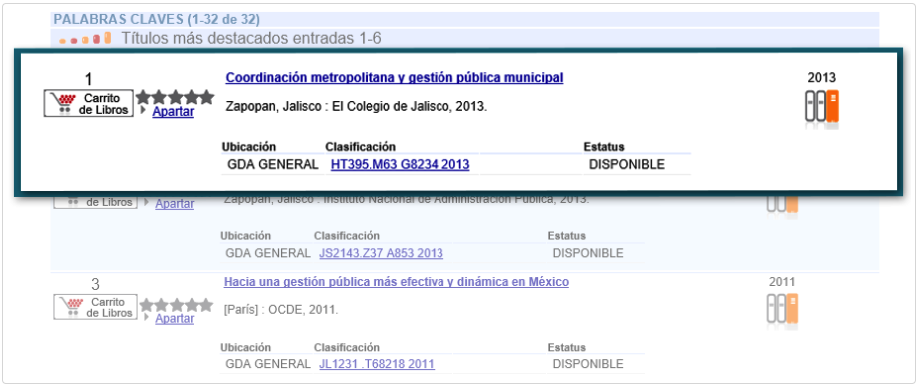 PALABRAS CLAVES (1-32 de 32)
Títulos más destacados entradas 1-6
1
Carrito de Libros
Apartar
Coordinación metropolitana y gestión pública municipal
2013
Zapopan, Jalisco : El Colegio de Jalisco, 2013.
Ubicación Clasificación Estatus
GDA GENERAL HT395.M63 G8234 2013 DISPONIBLE
de Libros
Apartar
Zapopan, Jalisco : Instituto Nacional de Administración Pública, 2013.
Ubicación Clasificación Estatus
GDA GENERAL JS2143.Z37 A853 2013 DISPONIBLE
3
Carrito de Libros
Apartar
Hacia una gestión pública más efectiva y dinámica en México
2011
[París] : OCDE, 2011.
Ubicación Clasificación Estatus
GDA GENERAL JL1231 .T68218 2011 DISPONIBLE